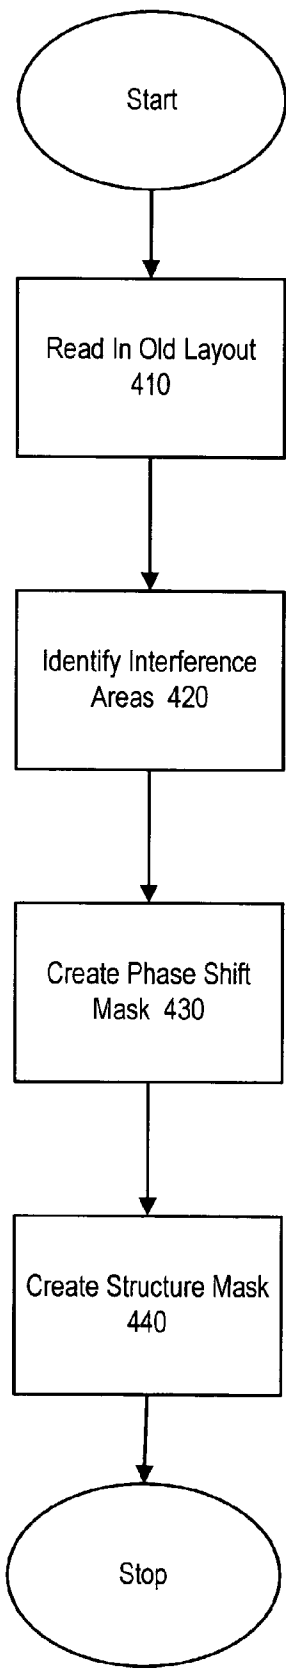 Start
Read In Old Layout
410
Identify Interference
Areas 420
Create Phase Shift
Mask 430
Create Structure Mask
440
Stop